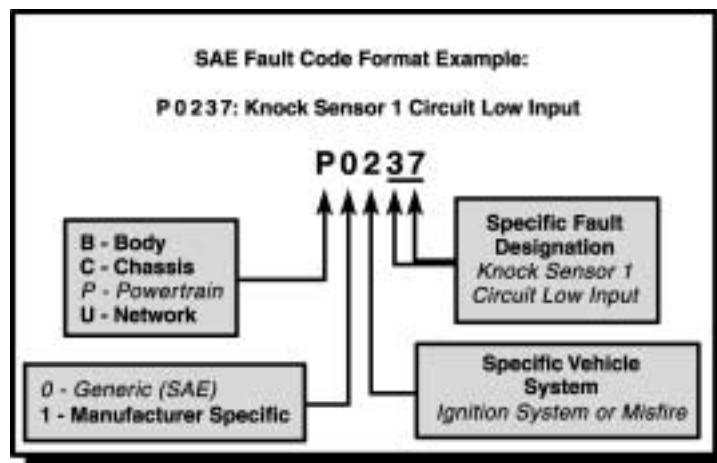 SAE Fault Code Format Example:
P0237: Knock Sensor 1 Circuit Low Input
P0237
B - Body
C - Chassis
P - Powertrain
U - Network
Specific Fault
Designation
Knock Sensor 1
Circuit Low Input
0 - Generic (SAE)
1 - Manufacturer Specific
Specific Vehicle
System
Ignition System or Misfire